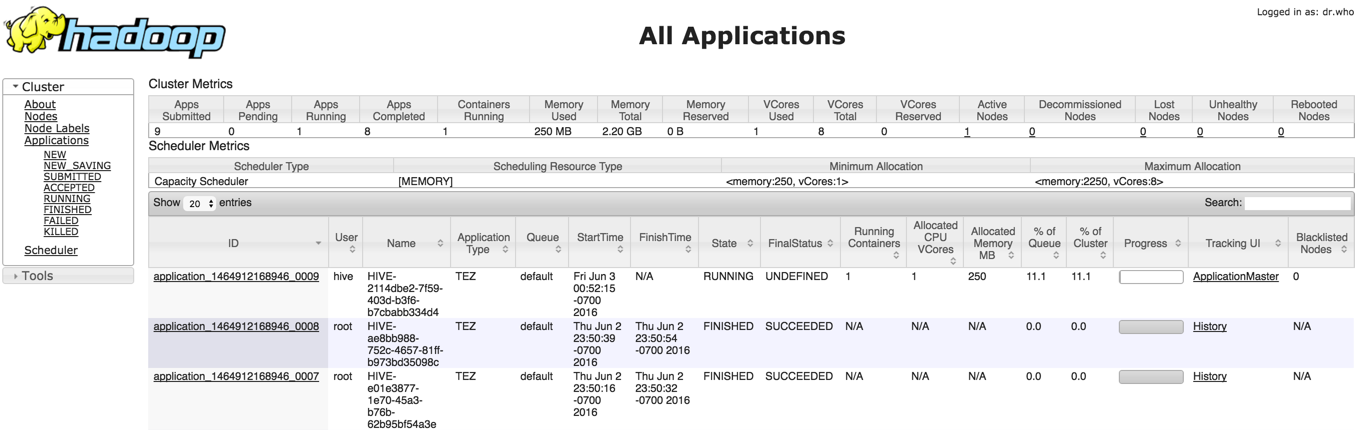 Logged in as: dr.who
hadoop
All Applications
Cluster
About
Nodes
Node Labels
Applications
NEW
NEW_SAVING
SUBMITTED
ACCEPTED
RUNNING
FINISHED
FAILED
KILLED
Scheduler
Tools
Cluster Metrics
Apps Submitted Apps Pending Apps Running Apps Completed Containers Running Memory Used Memory Total Memory Reserved VCores Used VCores Total VCores Reserved Active Nodes Decommissioned Nodes Lost Nodes Unhealthy Nodes Rebooted Nodes
9 0 1 8 1 250 MB 2.20 GB 0 B 1 8 0 1 0 0 0 0
Scheduler Metrics
Scheduler Type Scheduling Resource Type Minimum Allocation Maximum Allocation
Capacity Scheduler [MEMORY] <memory:250, vCores:1> <memory:2250, vCores:8>
Show 20 entries Search:
ID User Name Application Type Queue StartTime FinishTime State FinalStatus Running Containers Allocated CPU VCores Allocated Memory MB % of Queue % of Cluster Progress Tracking UI Blacklisted Nodes
application_1464912168946_0009 hive HIVE- TEZ default Fri Jun 3 N/A RUNNING UNDEFINED 1 1 250 11.1 11.1 ApplicationMaster 0
2114dbe2-7f59- 00:52:15
403d-b3f6- -0700
b7cbabb334d4 2016
application_1464912168946_0008 root HIVE- TEZ default Thu Jun 2 Thu Jun 2 FINISHED SUCCEEDED N/A N/A N/A 0.0 0.0 History N/A
ae8bb988- 23:50:39 23:50:54
752c-4657-81ff- -0700 -0700 2016
b973bd35098c 2016
application_1464912168946_0007 root HIVE- TEZ default Thu Jun 2 Thu Jun 2 FINISHED SUCCEEDED N/A N/A N/A 0.0 0.0 History N/A
e01e3877- 23:50:16 23:50:32
1e70-45a3- -0700 -0700 2016
b76b- 2016
62b95bf54a3e